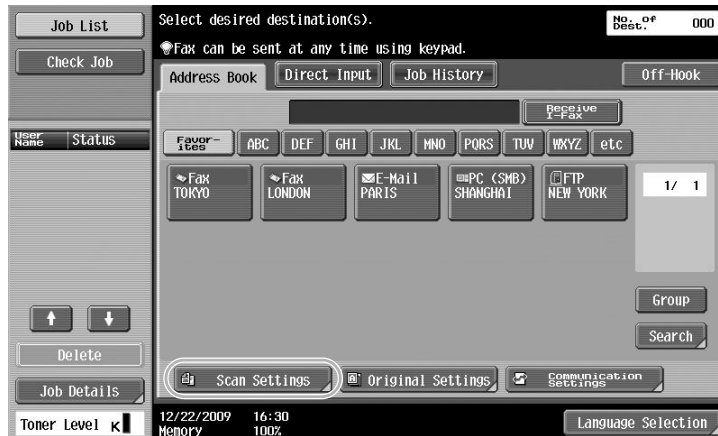 Job List
Check Job
User Name Status
Delete
Job Details
Toner Level K
Select desired destination(s).
No. of Dest. 000
Fax can be sent at any time using keypad.
Address Book Direct Input Job History Off-Hook
Receive I-Fax
Favor-ites ABC DEF GHI JKL MNO PQRS TUV WXYZ etc
Fax TOKYO
Fax LONDON
E-Mail PARIS
PC (SMB) SHANGHAI
FTP NEW YORK
1/ 1
Group
Search
Scan Settings Original Settings Communication Settings
12/22/2009 16:30
Memory 100%
Language Selection